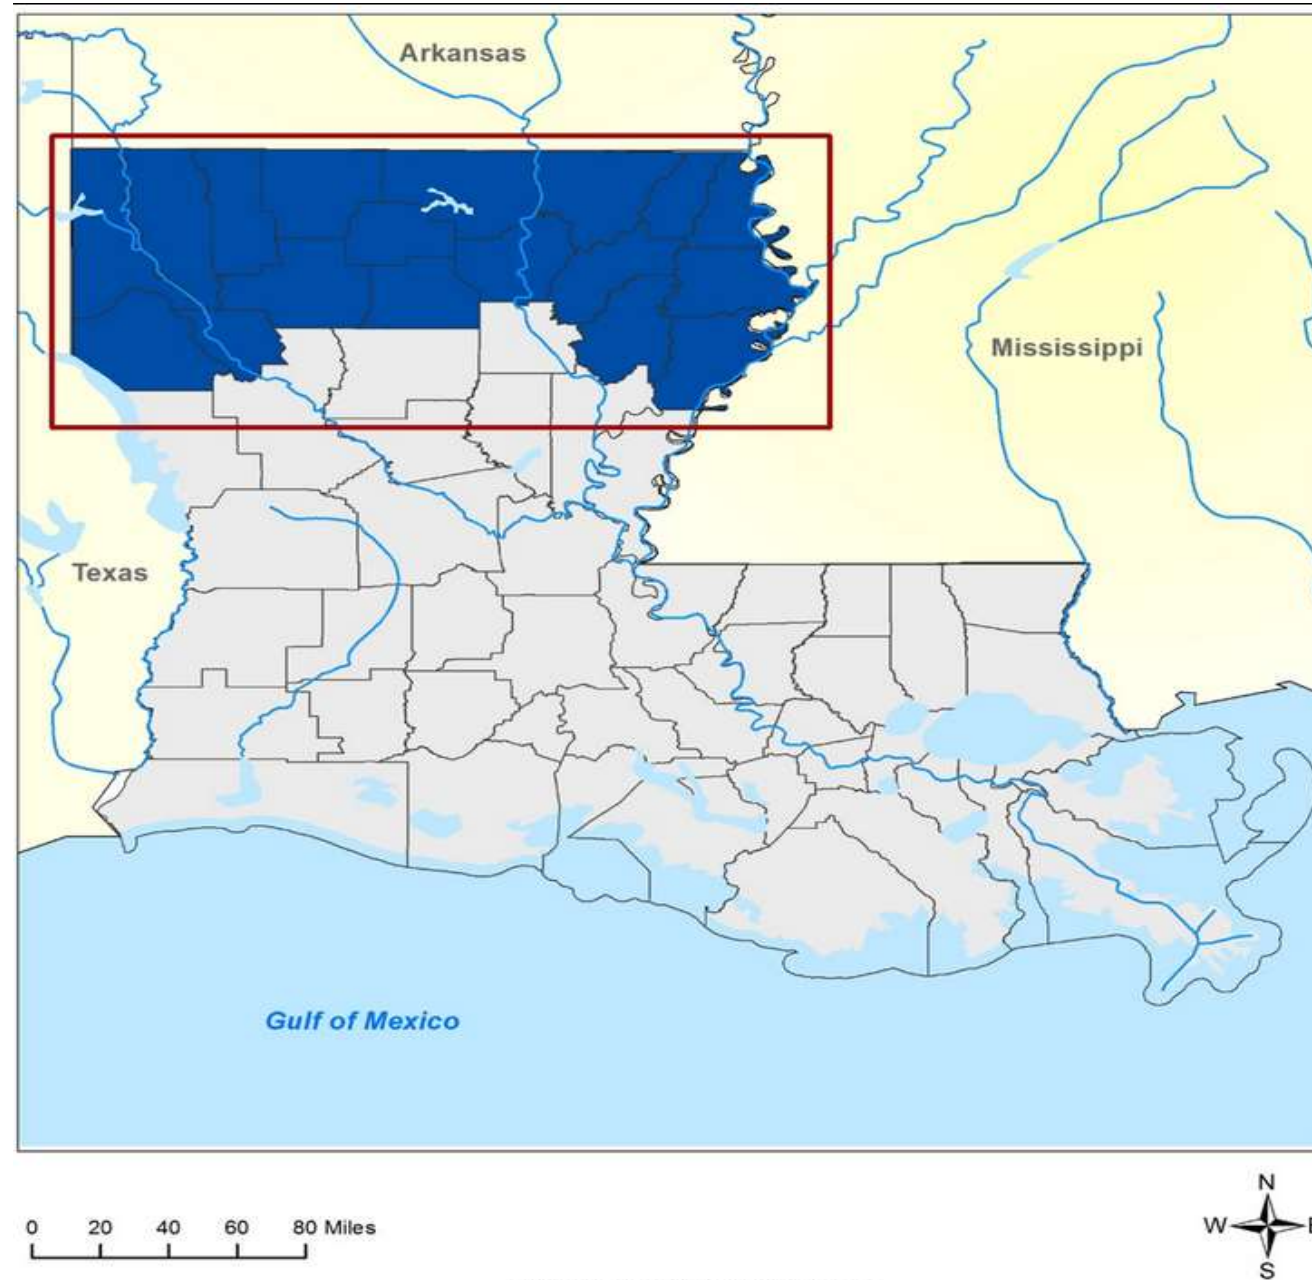 Arkansas
Mississippi
Texas
Gulf of Mexico
0 20 40 60 80 Miles
N
W E
S